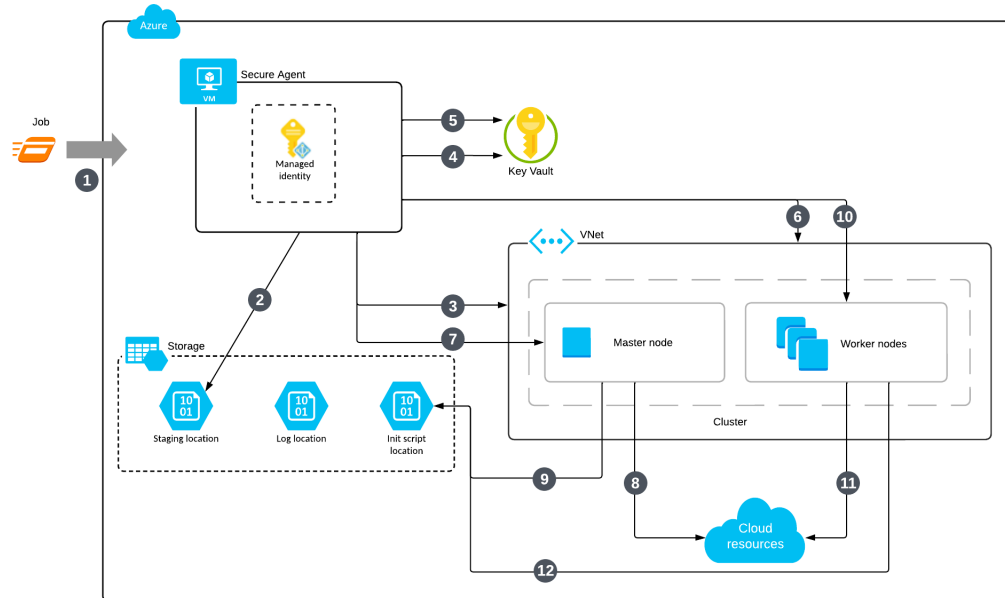 Azure
Secure Agent
VM
Job
Managed
identity
1
5
4
Key Vault
6
10
VNet
2
3
7
Master node
Worker nodes
Storage
10
01
10
01
10
01
Staging location
Log location
Init script
location
Cluster
9
8
11
Cloud
resources
12